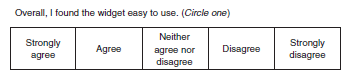 Overall, I found the widget easy to use. (Circle one)
Strongly agree
Agree
Neither agree nor disagree
Disagree
Strongly disagree